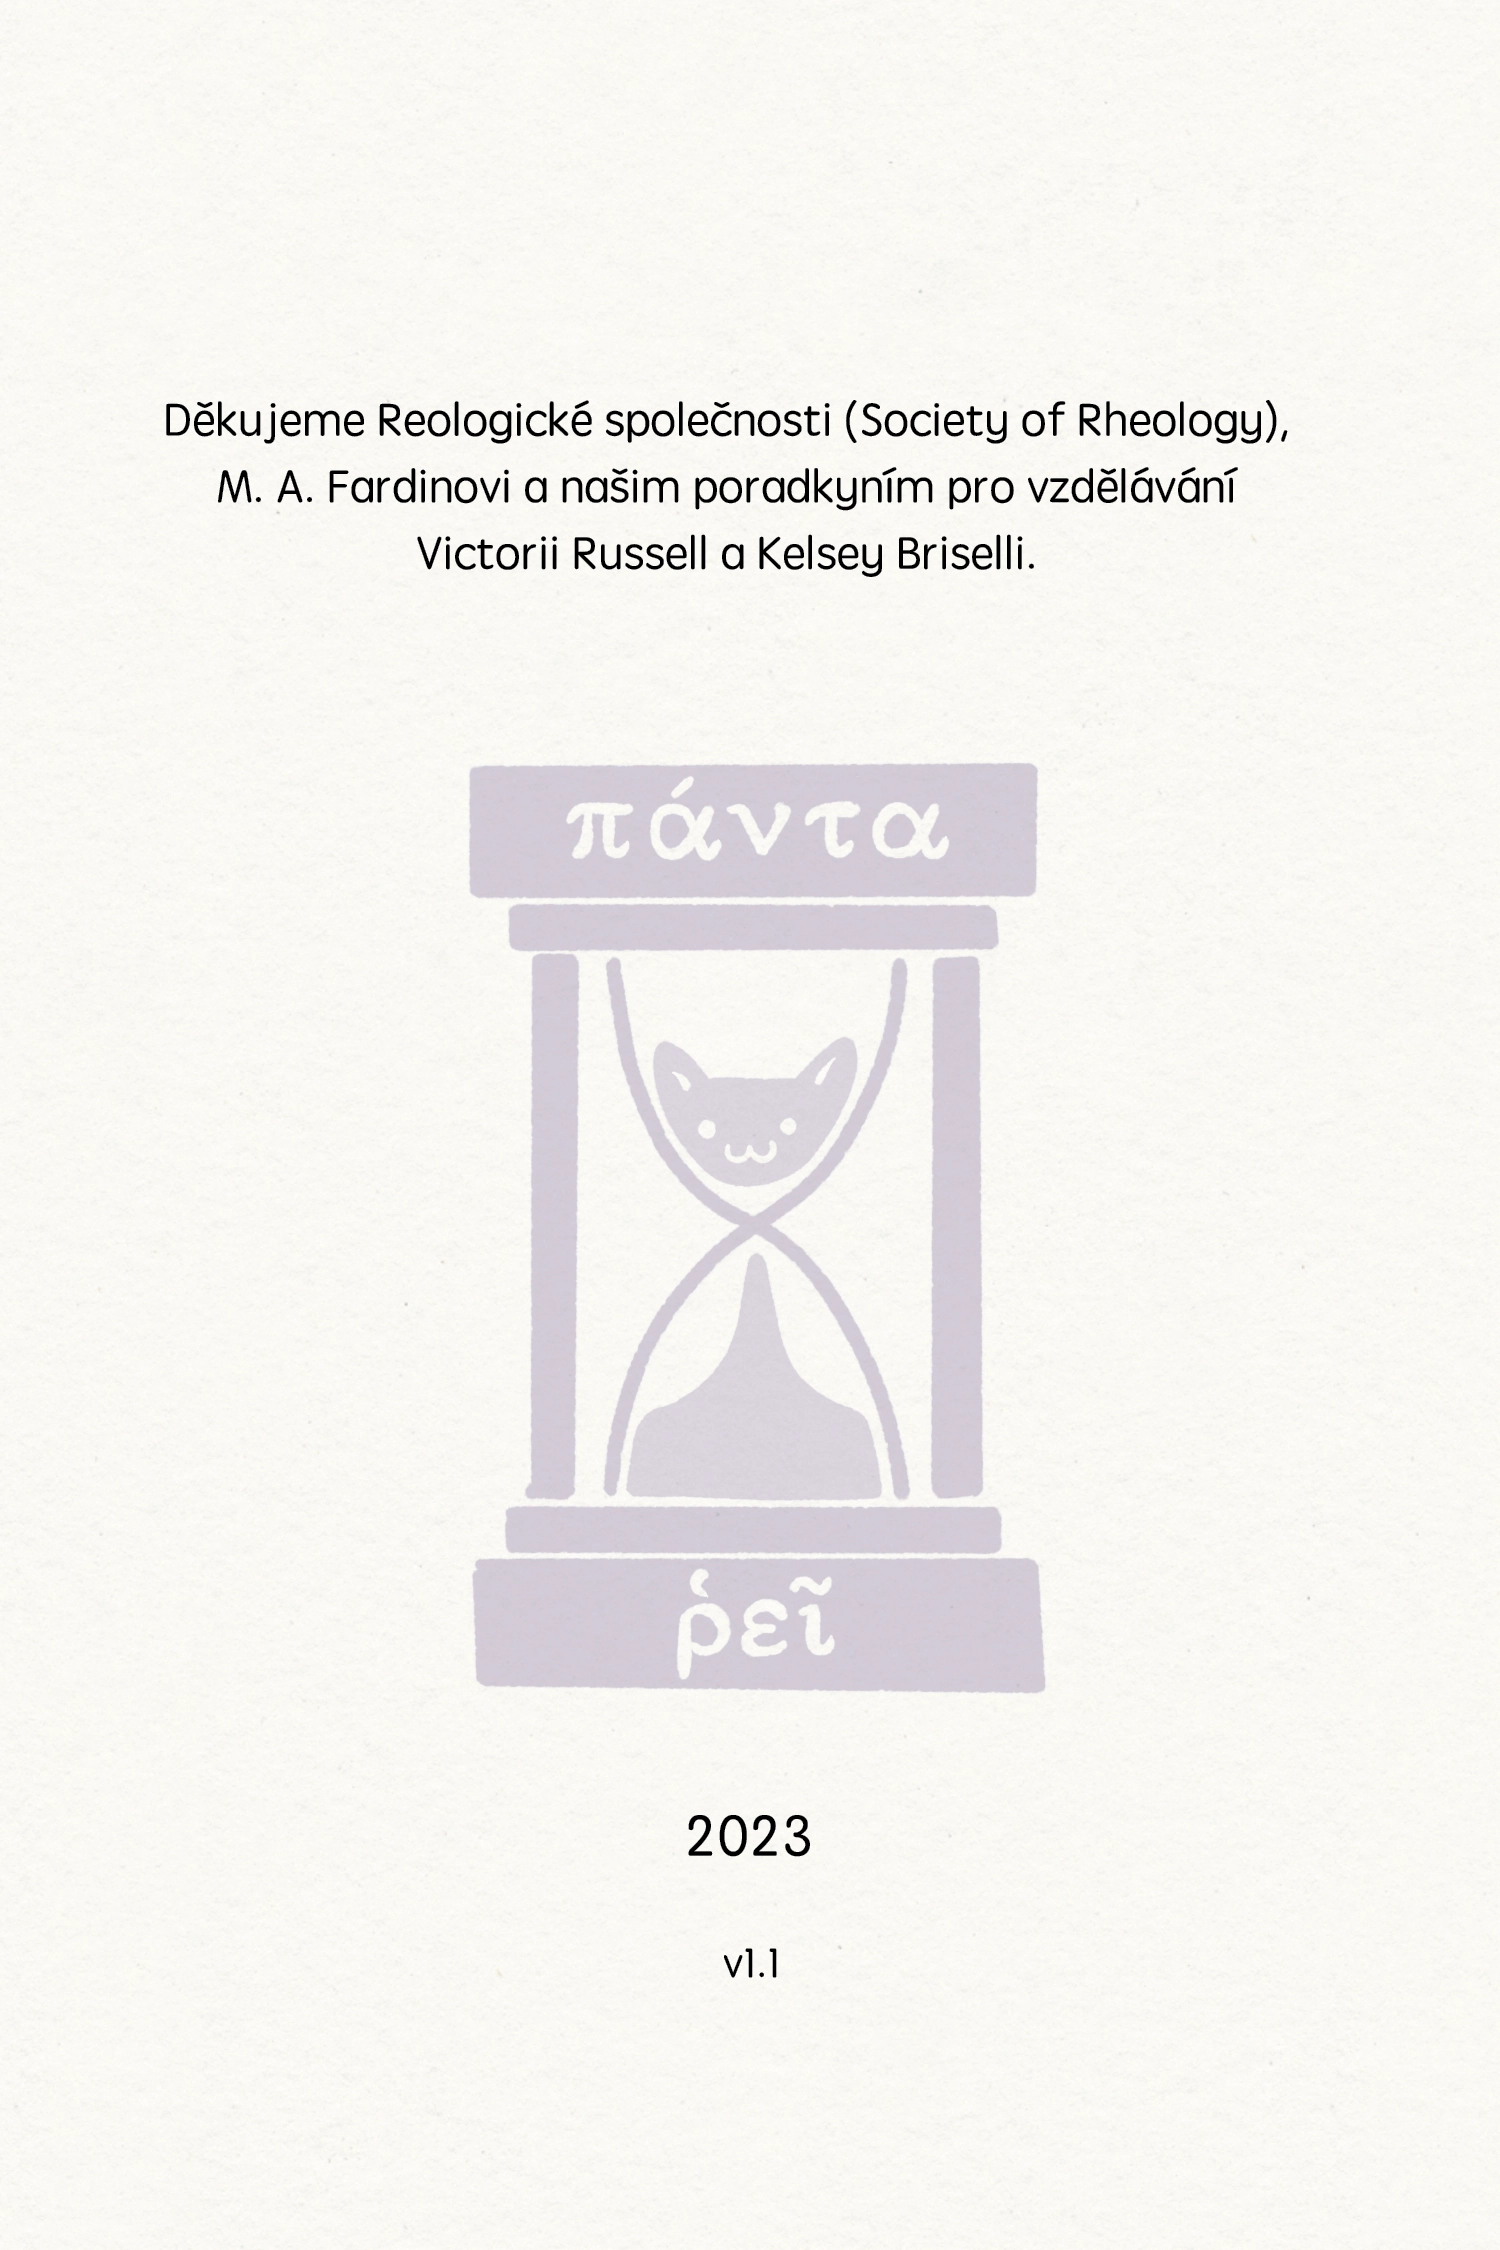 Děkujeme Reologické společnosti (Society of Rheology),
M. A. Fardinovi a našim poradkyním pro vzdělávání
Victorii Russell a Kelsey Briselli.
πάντα
ῥεῖ
2023
v1.1